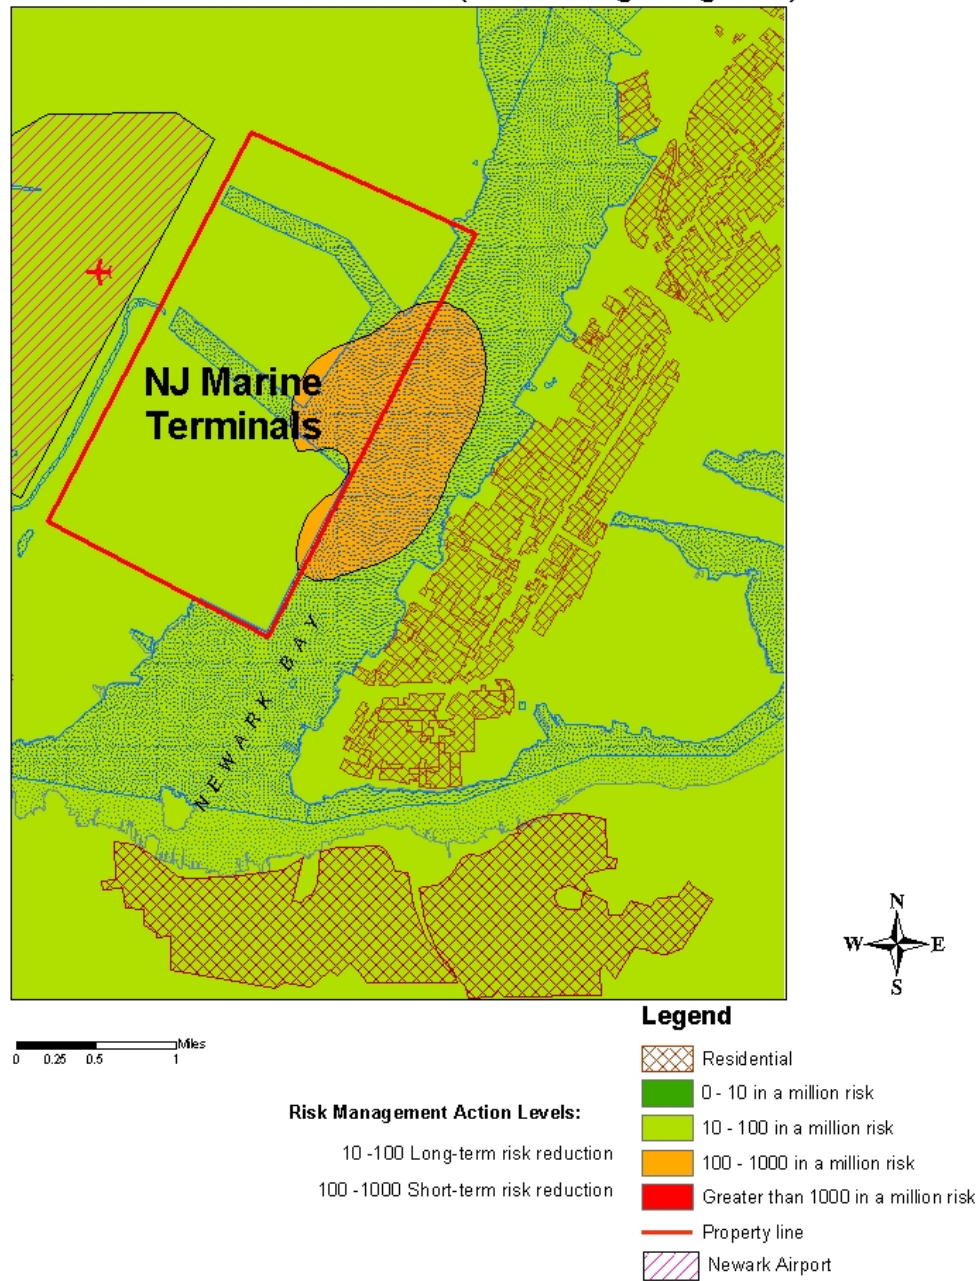 NJ Marine
Terminals
NEWARK BAY
N
W E
S
Miles
0 0.25 0.5 1
Legend
Residential
0 - 10 in a million risk
10 - 100 in a million risk
100 - 1000 in a million risk
Greater than 1000 in a million risk
Property line
Newark Airport
Risk Management Action Levels:
10 -100 Long-term risk reduction
100 -1000 Short-term risk reduction